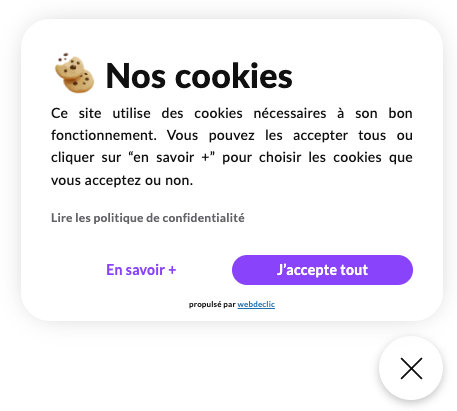 Nos cookies
Ce site utilise des cookies nécessaires à son bon
fonctionnement. Vous pouvez les accepter tous ou
cliquer sur “en savoir +” pour choisir les cookies que
vous acceptez ou non.
Lire les politique de confidentialité
En savoir +
J’accepte tout
propulsé par webdeclic